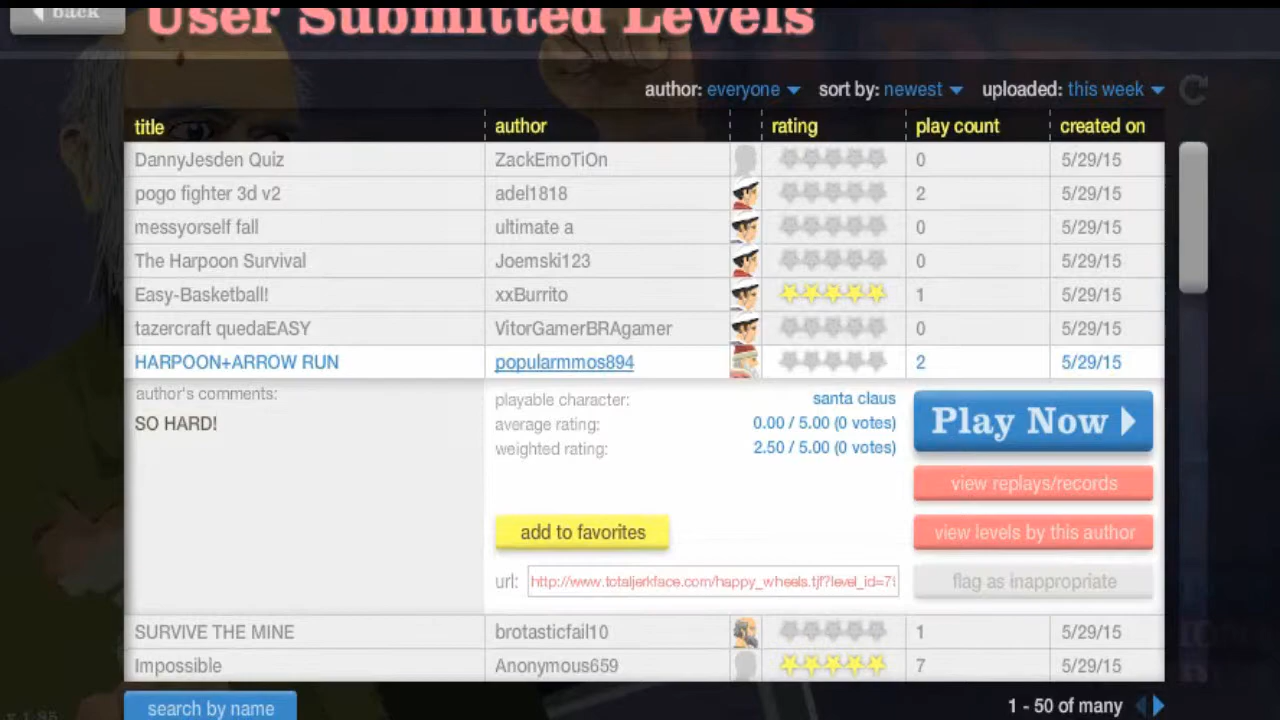 back
User Submitted Levels
author: everyone sort by: newest uploaded: this week
title author rating play count created on
DannyJesden Quiz ZackEmoTiOn 0 5/29/15
pogo fighter 3d v2 adel1818 2 5/29/15
messyorself fall ultimate a 0 5/29/15
The Harpoon Survival Joemski123 0 5/29/15
Easy-Basketball! xxBurrito 1 5/29/15
tazercraft quedaEASY VitorGamerBRAgamer 0 5/29/15
HARPOON+ARROW RUN popularmmos894 2 5/29/15
author's comments:
SO HARD!
playable character: santa claus
average rating: 0.00 / 5.00 (0 votes)
weighted rating: 2.50 / 5.00 (0 votes)
Play Now
view replays/records
add to favorites
view levels by this author
url: http://www.totaljerkface.com/happy_wheels.tjf?level_id=7
flag as inappropriate
SURVIVE THE MINE brotasticfail10 1 5/29/15
Impossible Anonymous659 7 5/29/15
search by name
1 - 50 of many